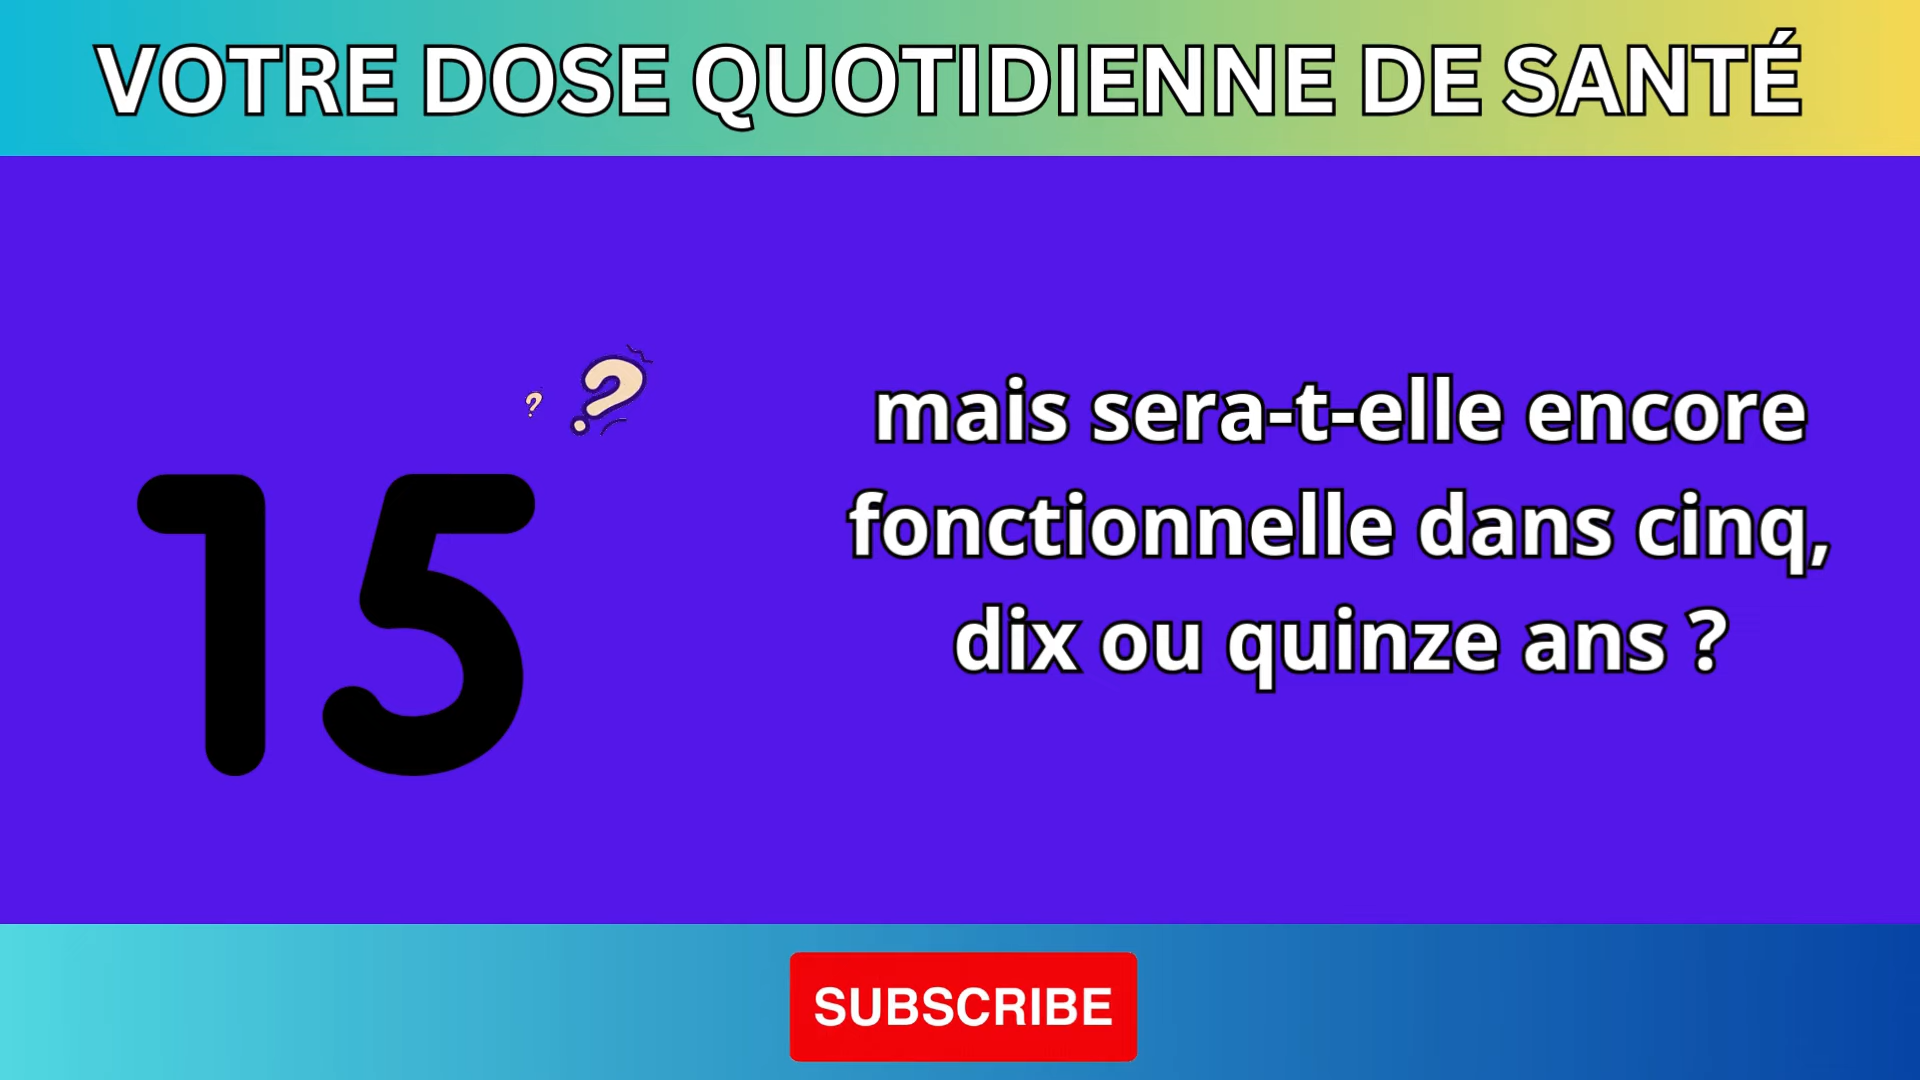 VOTRE DOSE QUOTIDIENNE DE SANTÉ
? ?
15
mais sera-t-elle encore
fonctionnelle dans cinq,
dix ou quinze ans ?
SUBSCRIBE